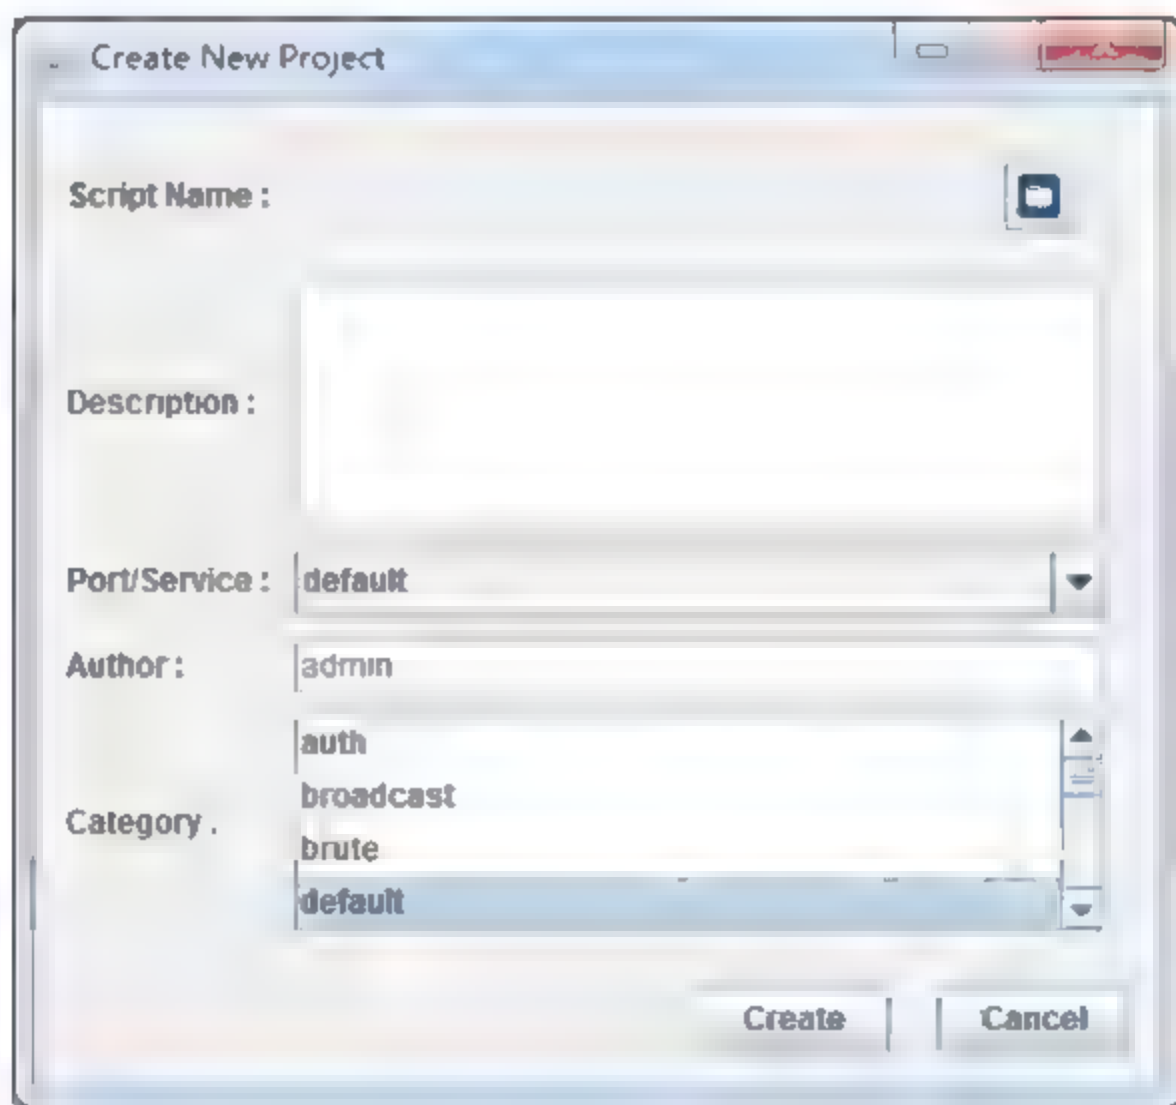 Create New Project
Script Name :
Description :
Port/Service : default
Author : admin
auth
broadcast
Category :
brute
default
Create Cancel